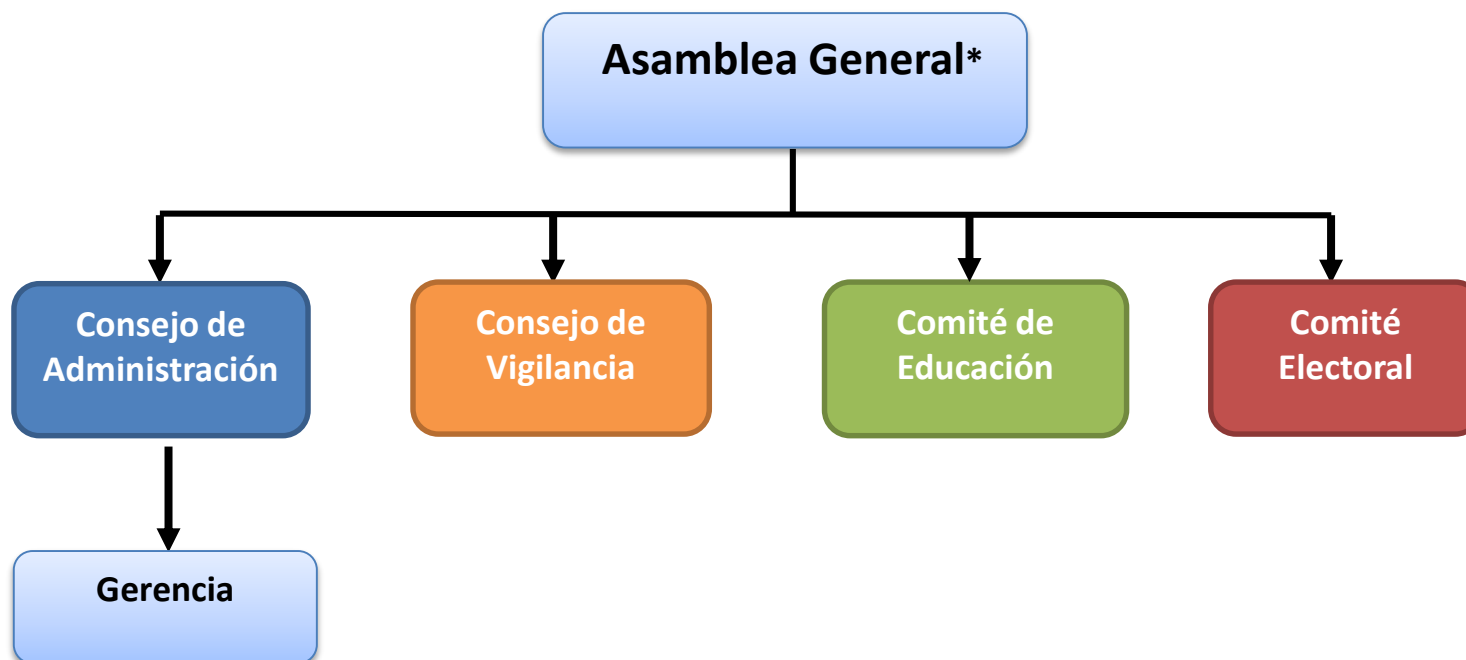 Asamblea General*
Consejo de
Administración
Consejo de
Vigilancia
Comité de
Educación
Comité
Electoral
Gerencia